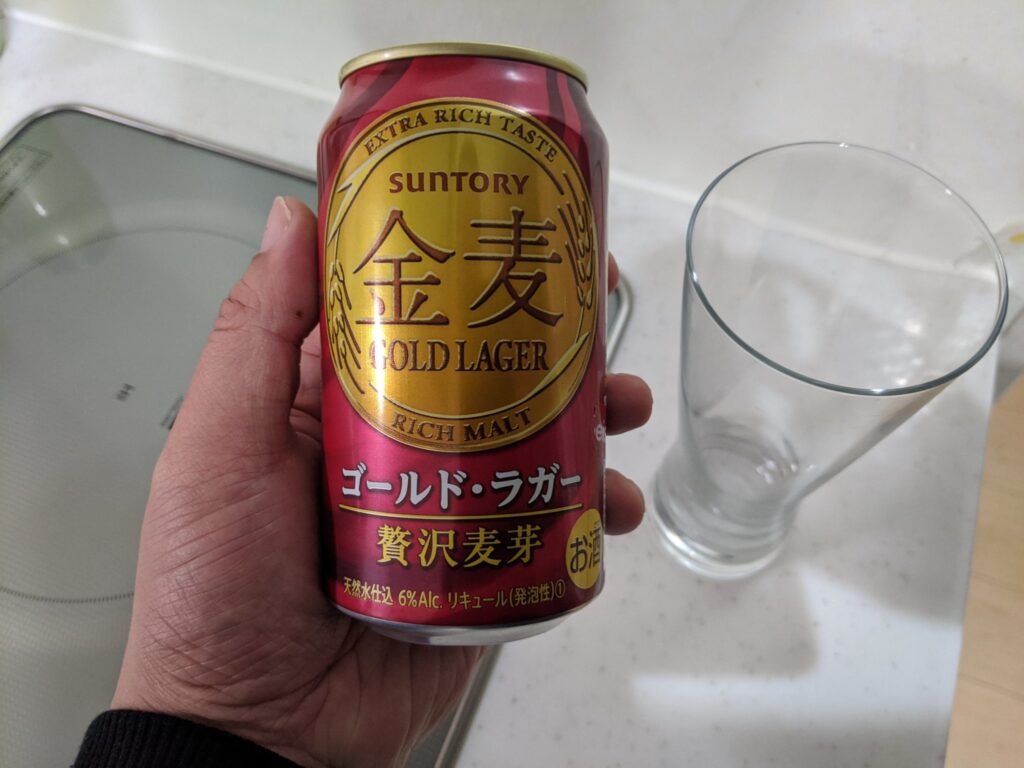 EXTRA RICH TASTE
SUNTORY
金麦
GOLD LAGER
RICH MALT
ゴールド・ラガー
贅沢麦芽
お酒
天然水仕込 6%Alc. リキュール(発泡性)①
IH